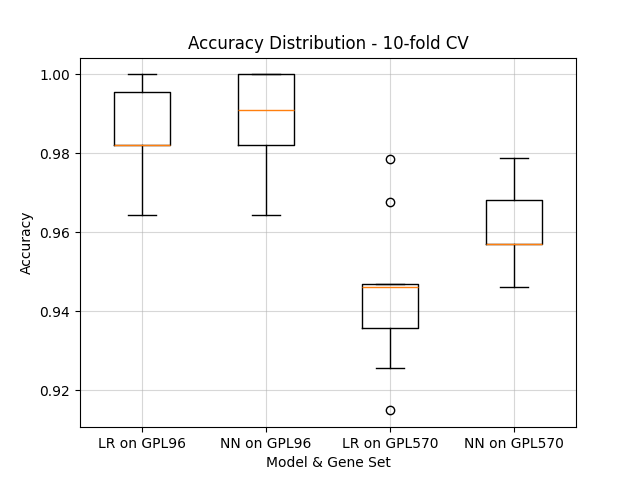 Accuracy Distribution - 10-fold CV
1.00
0.98
0.96
0.94
0.92
Accuracy
LR on GPL96
NN on GPL96
LR on GPL570
NN on GPL570
Model & Gene Set